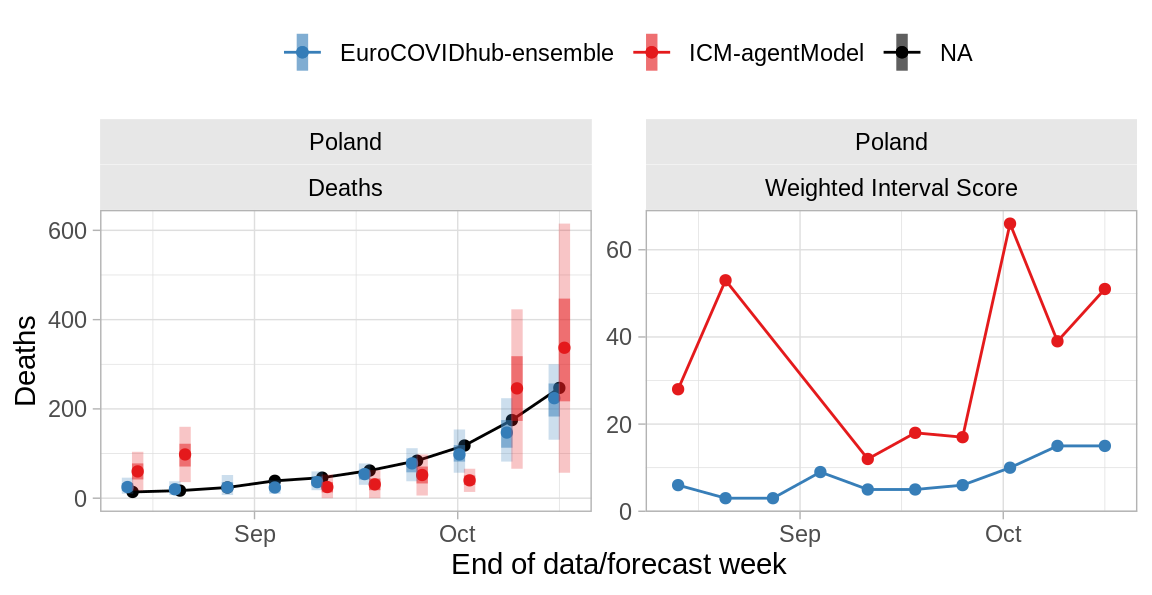 EuroCOVIDhub-ensemble ICM-agentModel NA
Poland Poland
Deaths Weighted Interval Score
Deaths
600
400
200
0
60
40
20
0
Sep Oct Sep Oct
End of data/forecast week